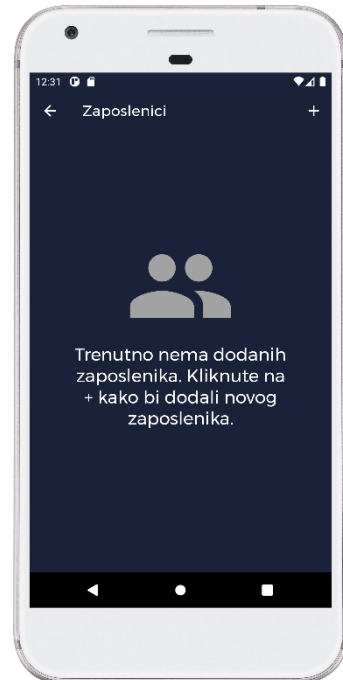 12:31
Zaposlenici
+
Trenutno nema dodanih
zaposlenika. Kliknute na
+ kako bi dodali novog
zaposlenika.